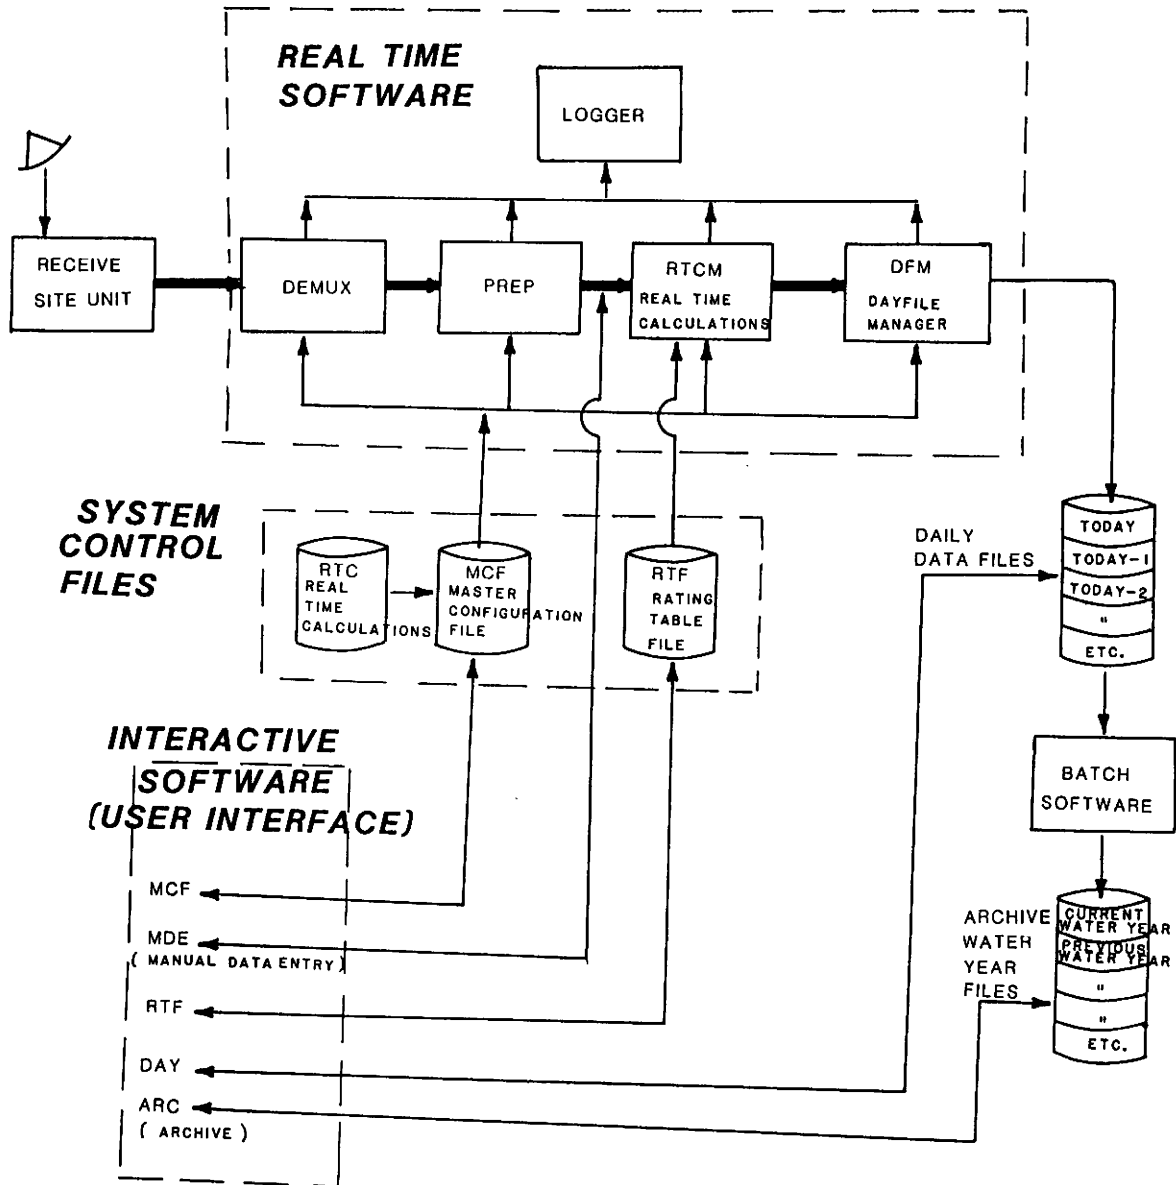 REAL TIME
SOFTWARE
LOGGER
RECEIVE
SITE UNIT
DEMUX
PREP
RTCM
REAL TIME
CALCULATIONS
DFM
DAYFILE
MANAGER
SYSTEM
CONTROL
FILES
RTC
REAL
TIME
CALCULATIONS
MCF
MASTER
CONFIGURATION
FILE
RTF
RATING
TABLE
FILE
DAILY
DATA FILES
TODAY
TODAY-1
TODAY-2
"
ETC.
BATCH
SOFTWARE
INTERACTIVE
SOFTWARE
(USER INTERFACE)
MCF
MDE
( MANUAL DATA ENTRY )
RTF
DAY
ARC
( ARCHIVE )
ARCHIVE
WATER
YEAR
FILES
CURRENT
WATER YEAR
PREVIOUS
WATER YEAR
"
"
ETC.